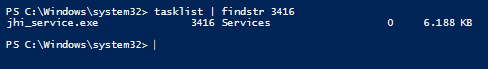 PS C:\Windows\system32> tasklist | findstr 3416
jhi_service.exe 3416 Services 0 6.188 KB
PS C:\Windows\system32>